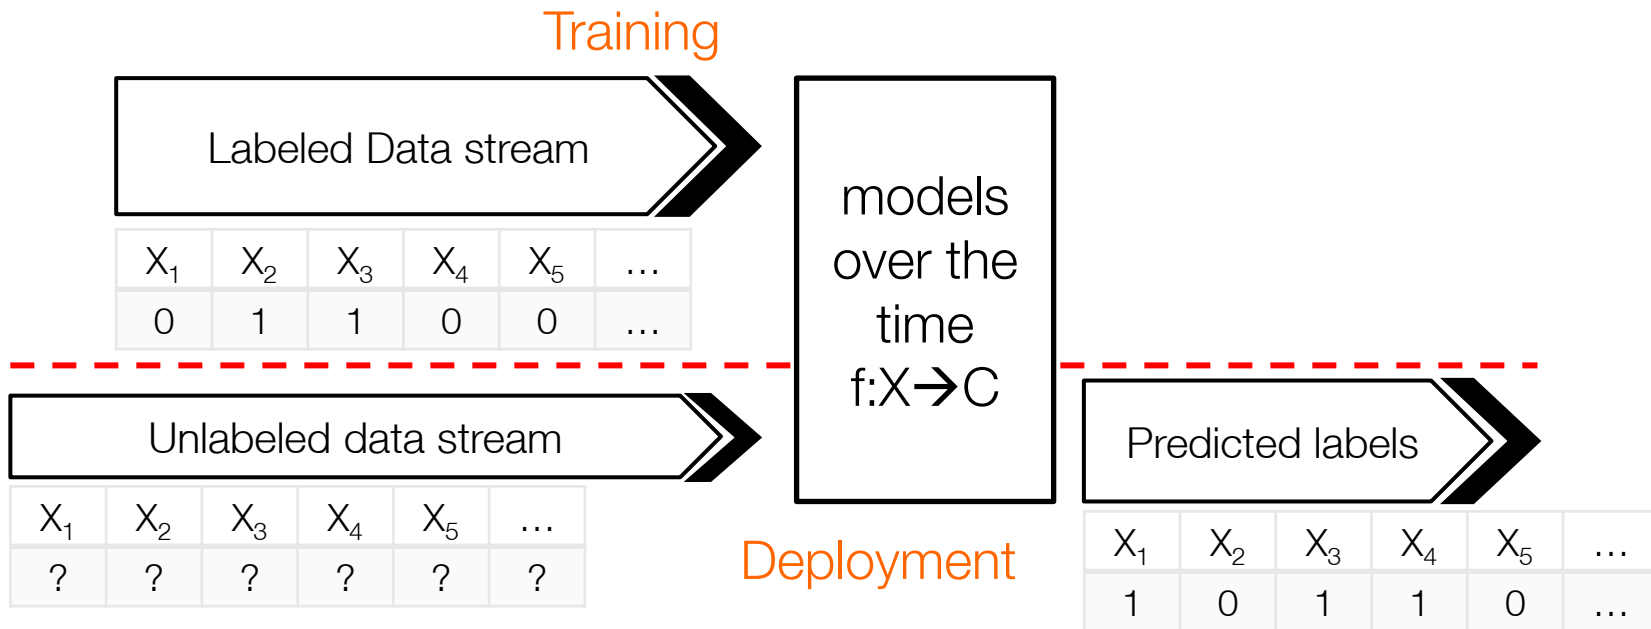 Training
Labeled Data stream
X₁ X₂ X₃ X₄ X₅ ...
0 1 1 0 0 ...
models
over the
time
f:X→C
Unlabeled data stream
X₁ X₂ X₃ X₄ X₅ ...
? ? ? ? ? ?
Deployment
Predicted labels
X₁ X₂ X₃ X₄ X₅ ...
1 0 1 1 0 ...